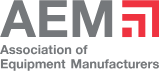 AEM
Association of
Equipment Manufacturers